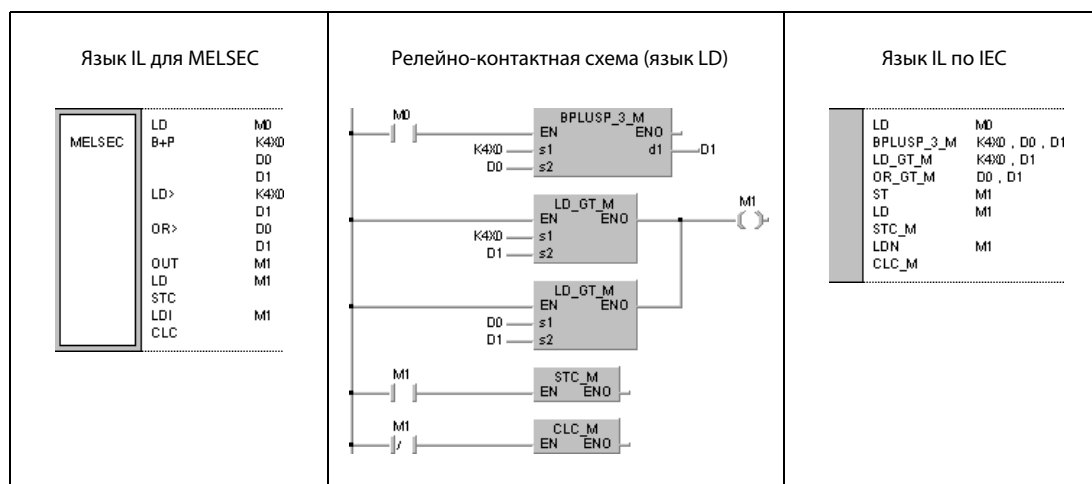 Язык IL для MELSEC
MELSEC
LD M0
B+P K4X0
D0
D1
LD> K4X0
D1
OR> D0
D1
OUT M1
LD M1
STC
LDI M1
CLC
Релейно-контактная схема (язык LD)
M0
BPLUSP_3_M
EN ENO
K4X0 s1 d1 D1
D0 s2
LD_GT_M M1
EN ENO
K4X0 s1
D1 s2
LD_GT_M
EN ENO
D0 s1
D1 s2
M1 STC_M
EN ENO
M1 CLC_M
EN ENO
Язык IL по IEC
LD M0
BPLUSP_3_M K4X0 , D0 , D1
LD_GT_M K4X0 , D1
OR_GT_M D0 , D1
ST M1
LD M1
STC_M
LDN M1
CLC_M